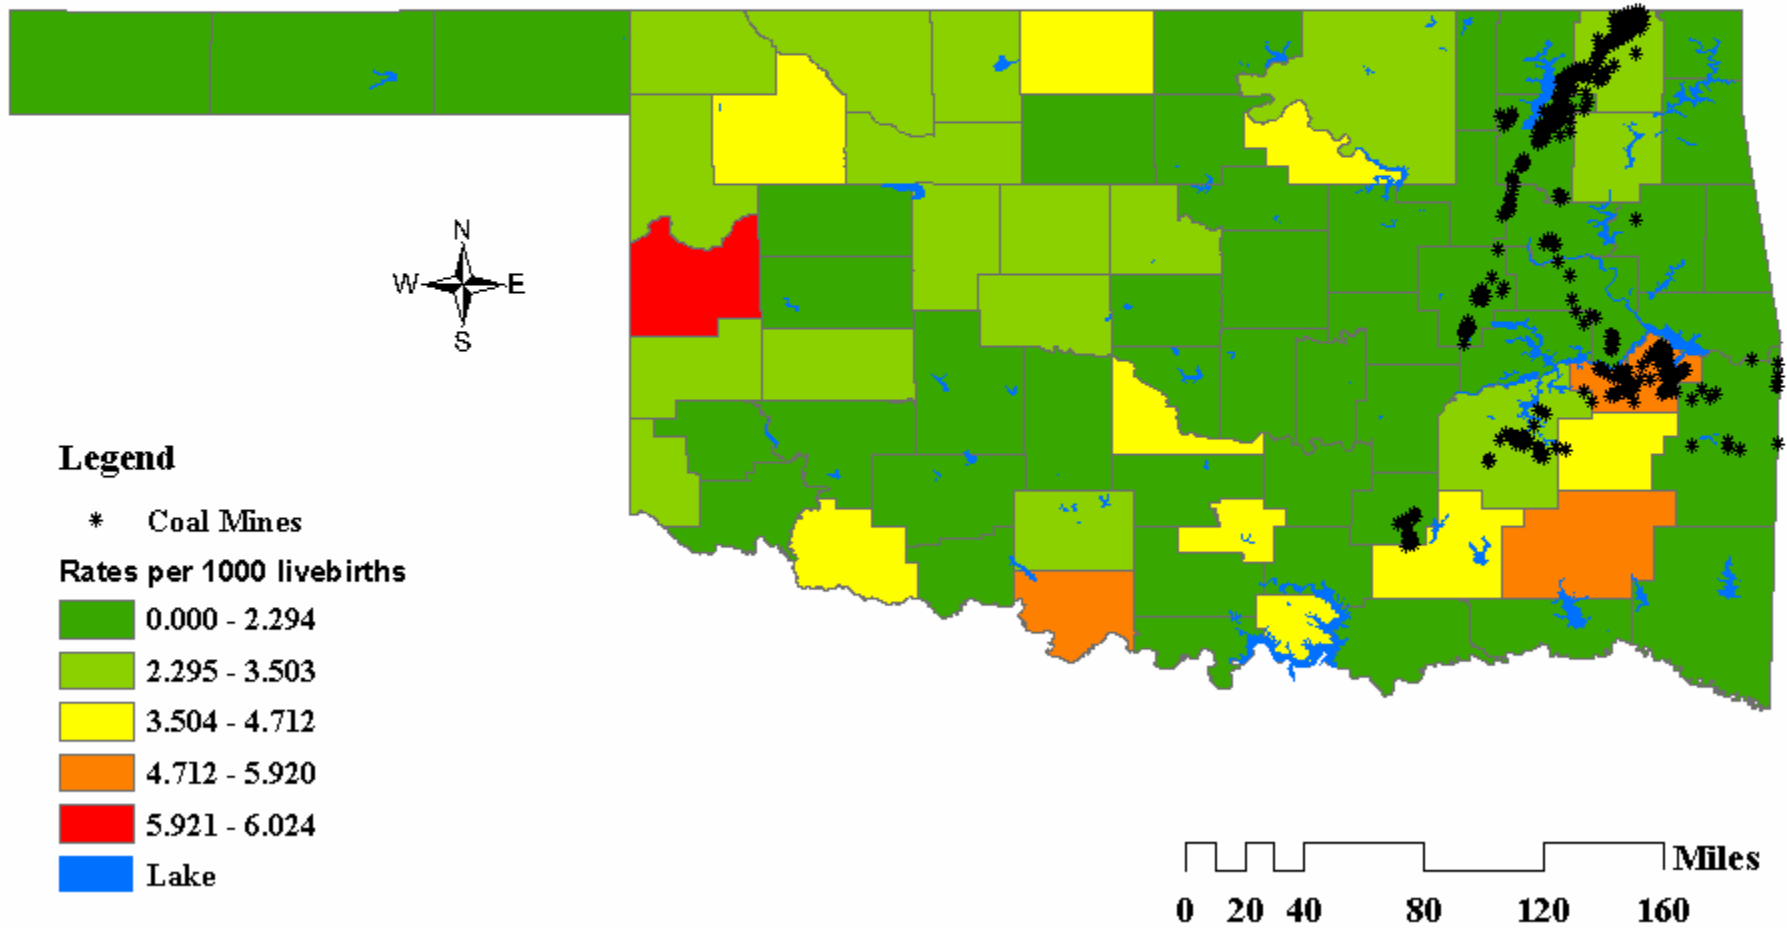 N
W E
S
Legend
Coal Mines
Rates per 1000 livebirths
0.000 - 2.294
2.295 - 3.503
3.504 - 4.712
4.712 - 5.920
5.921 - 6.024
Lake
Miles
0 20 40 80 120 160